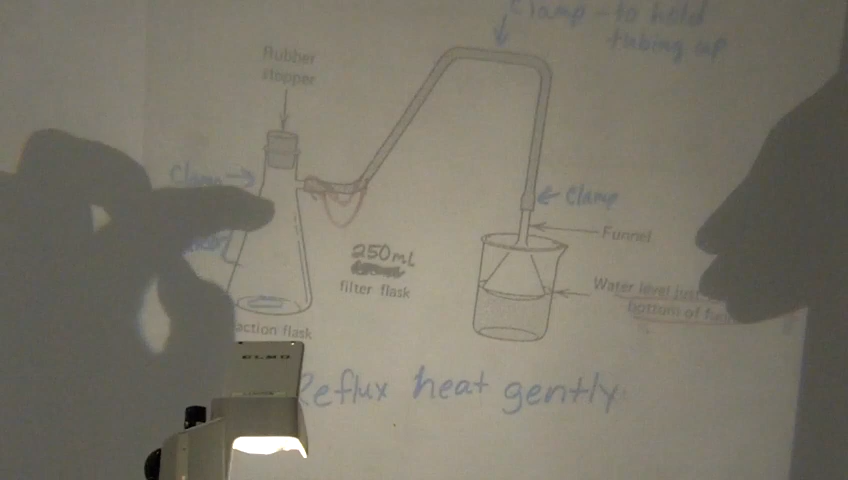 Clamp - to hold
tubing up
Rubber
stopper
Clamp
Clamp
Funnel
250mL
filter flask
Water level just
bottom of
action flask
ELMO
Reflux heat gently